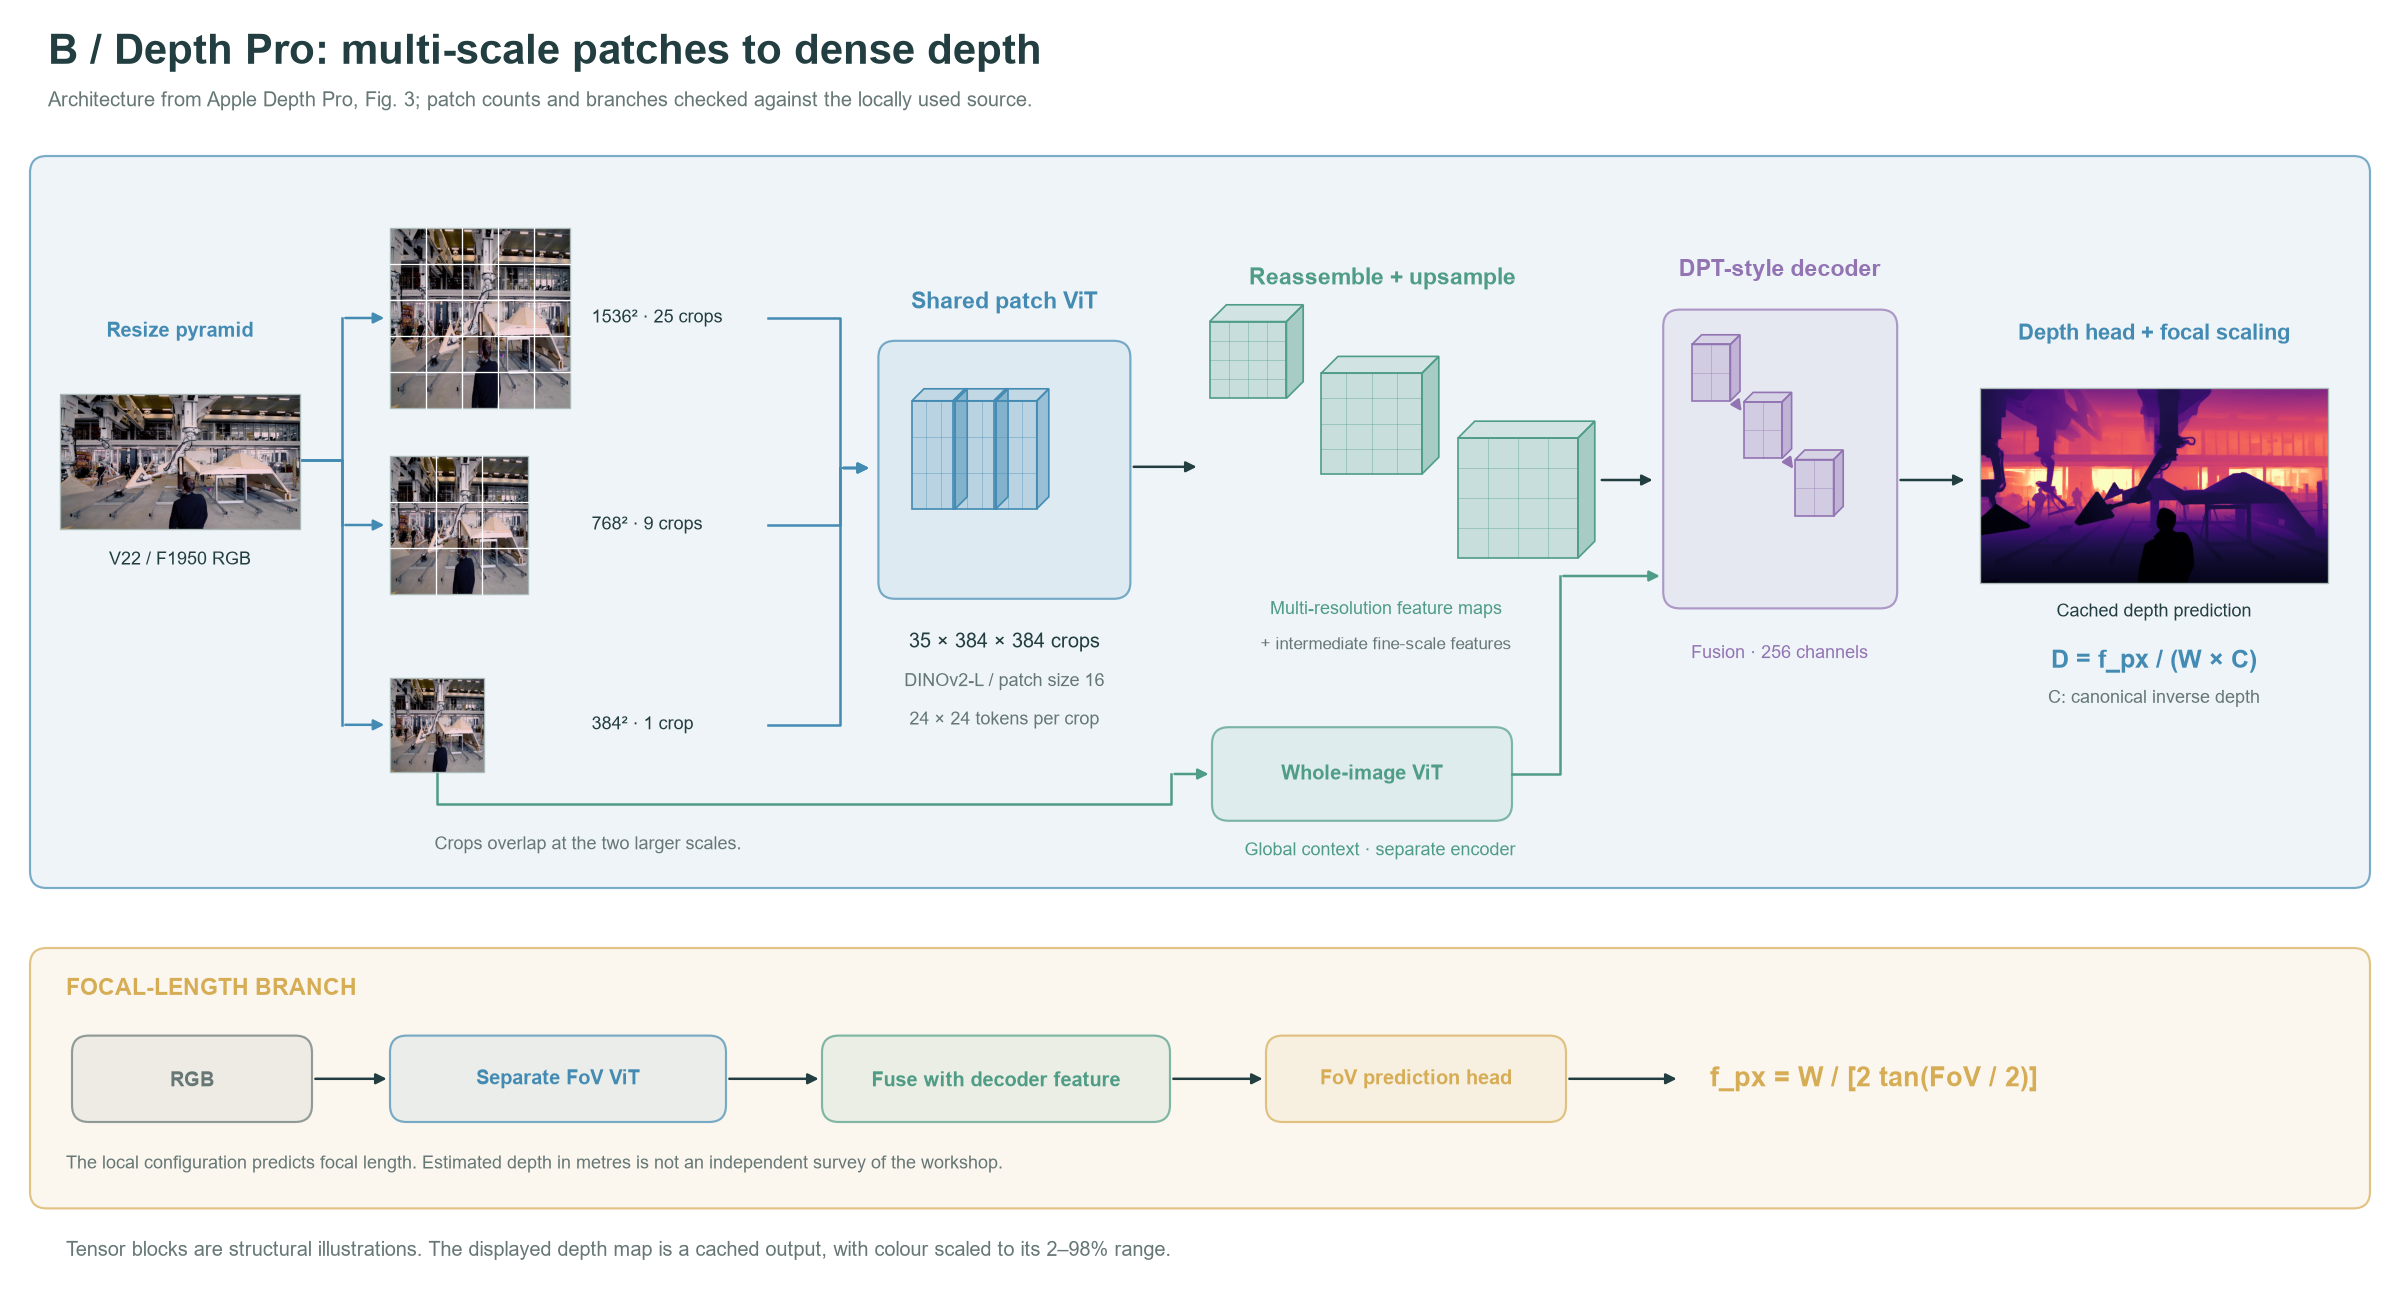 B / Depth Pro: multi-scale patches to dense depth
Architecture from Apple Depth Pro, Fig. 3; patch counts and branches checked against the locally used source.
Resize pyramid
V22 / F1950 RGB
1536² · 25 crops
768² · 9 crops
384² · 1 crop
Crops overlap at the two larger scales.
Shared patch ViT
35 × 384 × 384 crops
DINOv2-L / patch size 16
24 × 24 tokens per crop
Reassemble + upsample
Multi-resolution feature maps
+ intermediate fine-scale features
Whole-image ViT
Global context · separate encoder
DPT-style decoder
Fusion · 256 channels
Depth head + focal scaling
Cached depth prediction
D = f_px / (W × C)
C: canonical inverse depth
FOCAL-LENGTH BRANCH
RGB
Separate FoV ViT
Fuse with decoder feature
FoV prediction head
f_px = W / [2 tan(FoV / 2)]
The local configuration predicts focal length. Estimated depth in metres is not an independent survey of the workshop.
Tensor blocks are structural illustrations. The displayed depth map is a cached output, with colour scaled to its 2–98% range.